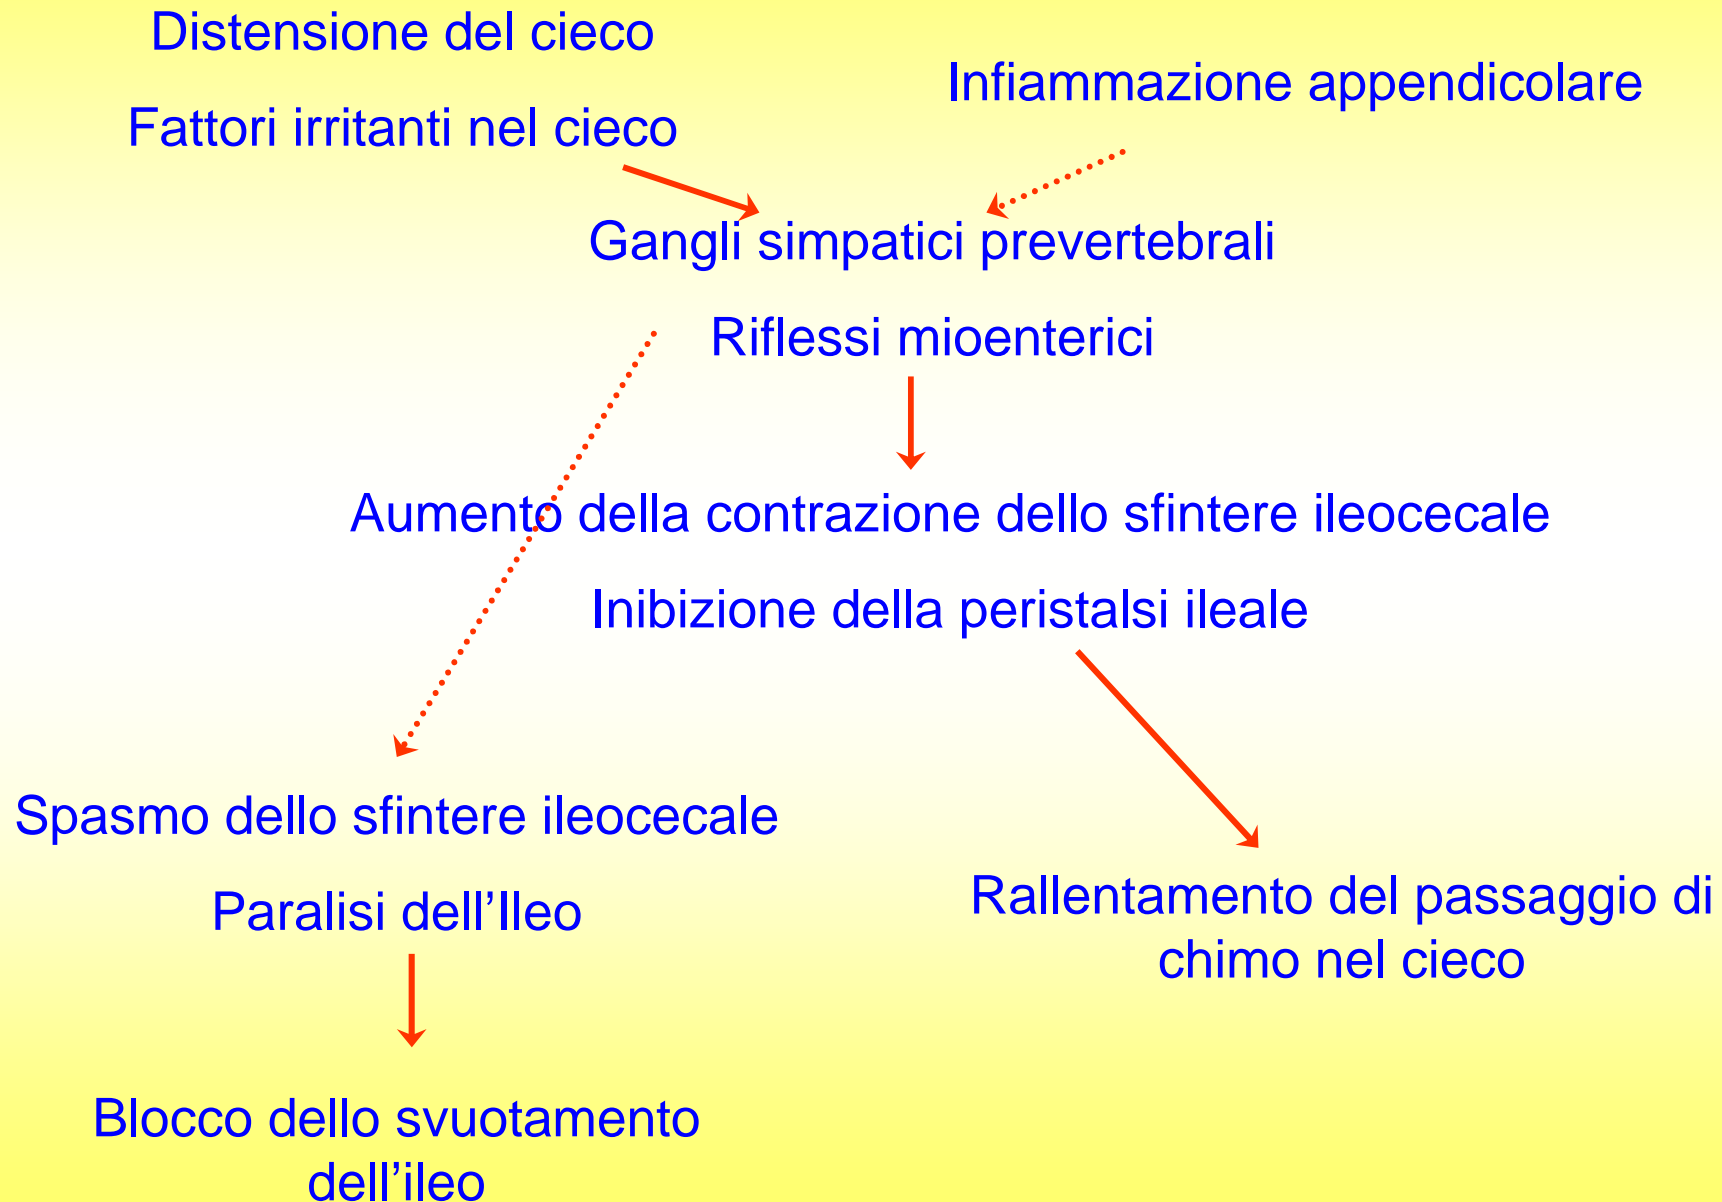 Distensione del cieco
Fattori irritanti nel cieco
Infiammazione appendicolare
Gangli simpatici prevertebrali
Riflessi mioenterici
Aumento della contrazione dello sfintere ileocecale
Inibizione della peristalsi ileale
Spasmo dello sfintere ileocecale
Paralisi dell’Ileo
Rallentamento del passaggio di
chimo nel cieco
Blocco dello svuotamento
dell’ileo